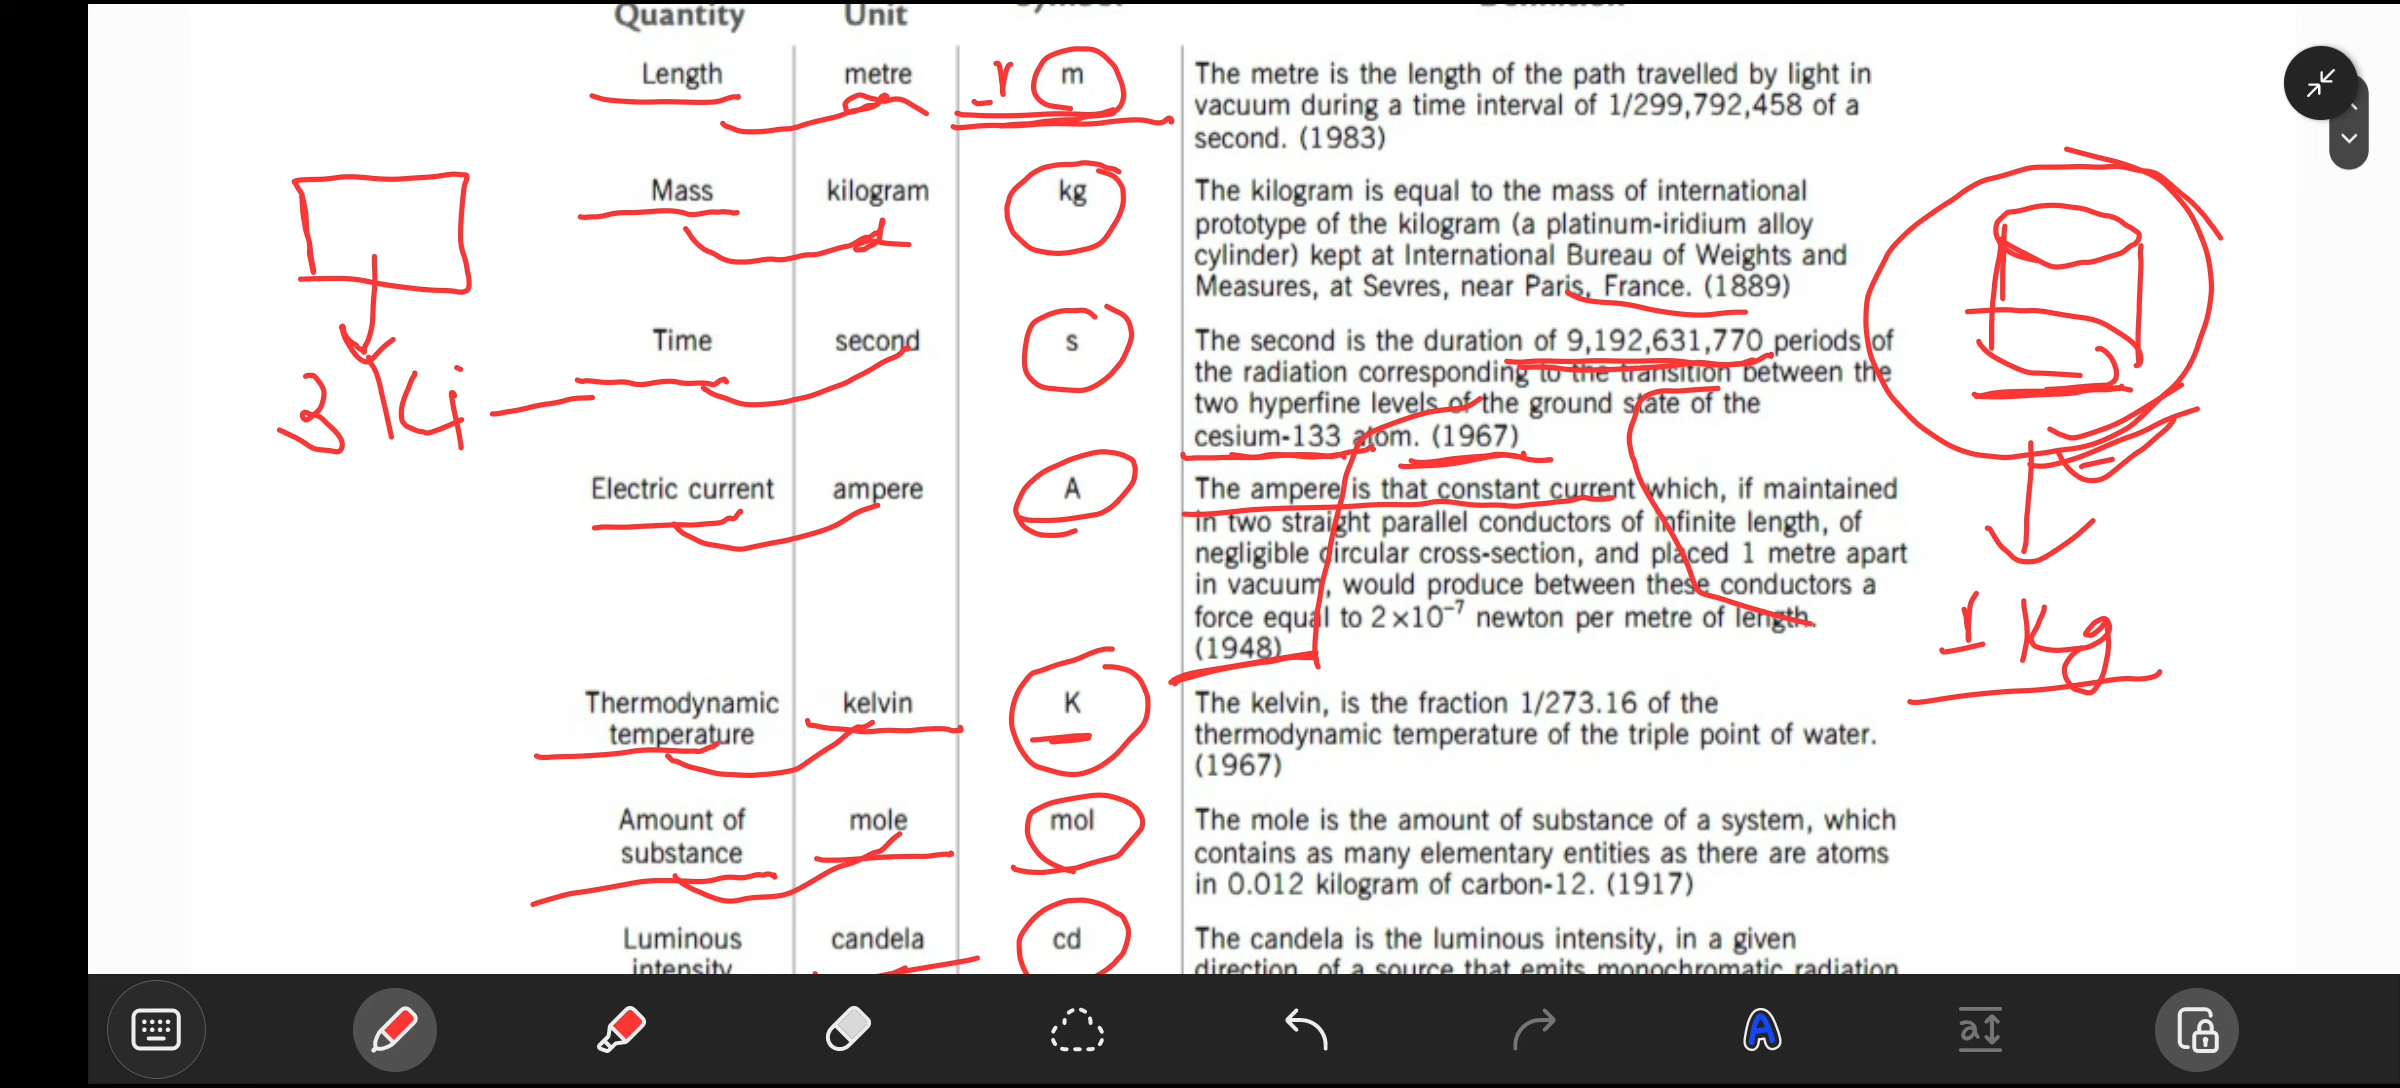 Quantity Unit
Length metre 1 m The metre is the length of the path travelled by light in
vacuum during a time interval of 1/299,792,458 of a
second. (1983)
Mass kilogram kg The kilogram is equal to the mass of international
prototype of the kilogram (a platinum-iridium alloy
cylinder) kept at International Bureau of Weights and
Measures, at Sevres, near Paris, France. (1889)
Time second s The second is the duration of 9,192,631,770 periods of
the radiation corresponding to the transition between the
two hyperfine levels of the ground state of the
cesium-133 atom. (1967)
Electric current ampere A The ampere is that constant current which, if maintained
in two straight parallel conductors of infinite length, of
negligible circular cross-section, and placed 1 metre apart
in vacuum, would produce between these conductors a
force equal to 2×10⁻⁷ newton per metre of length.
(1948)
1 kg
Thermodynamic kelvin K The kelvin, is the fraction 1/273.16 of the
temperature thermodynamic temperature of the triple point of water.
(1967)
Amount of mole mol The mole is the amount of substance of a system, which
substance contains as many elementary entities as there are atoms
in 0.012 kilogram of carbon-12. (1917)
Luminous candela cd The candela is the luminous intensity, in a given
intensity direction, of a source that emits monochromatic radiation